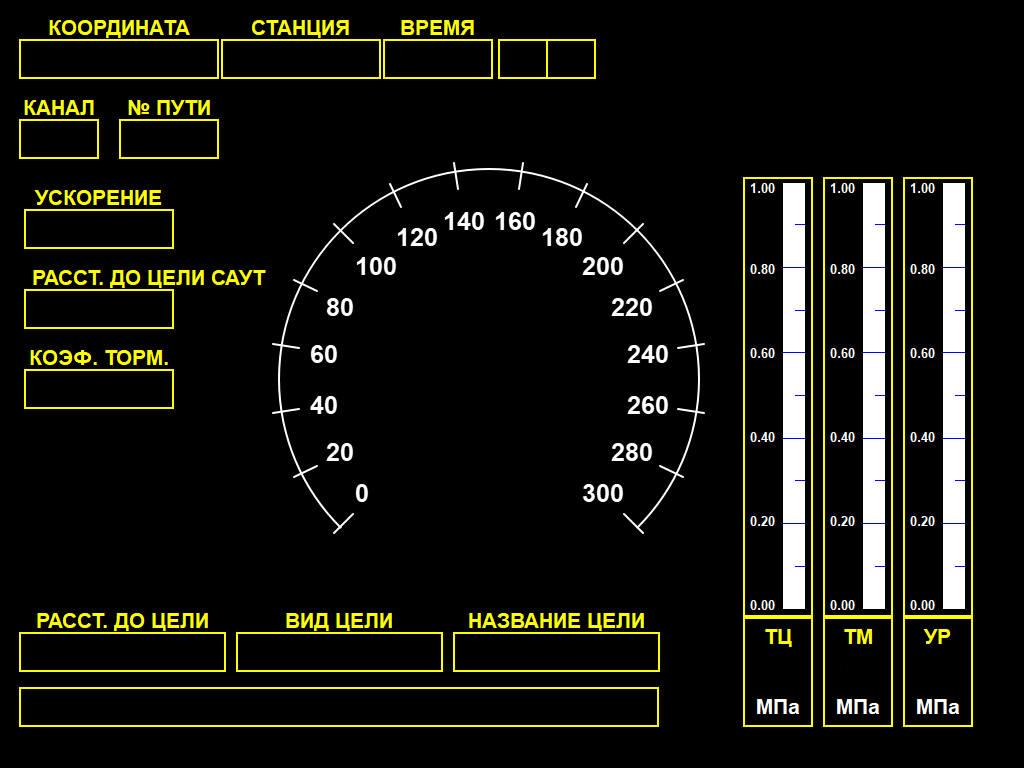 КООРДИНАТА СТАНЦИЯ ВРЕМЯ
КАНАЛ № ПУТИ
УСКОРЕНИЕ
РАССТ. ДО ЦЕЛИ САУТ
КОЭФ. ТОРМ.
0
20
40
60
80
100
120
140
160
180
200
220
240
260
280
300
1.00 1.00 1.00
0.80 0.80 0.80
0.60 0.60 0.60
0.40 0.40 0.40
0.20 0.20 0.20
0.00 0.00 0.00
ТЦ ТМ УР
МПа МПа МПа
РАССТ. ДО ЦЕЛИ ВИД ЦЕЛИ НАЗВАНИЕ ЦЕЛИ